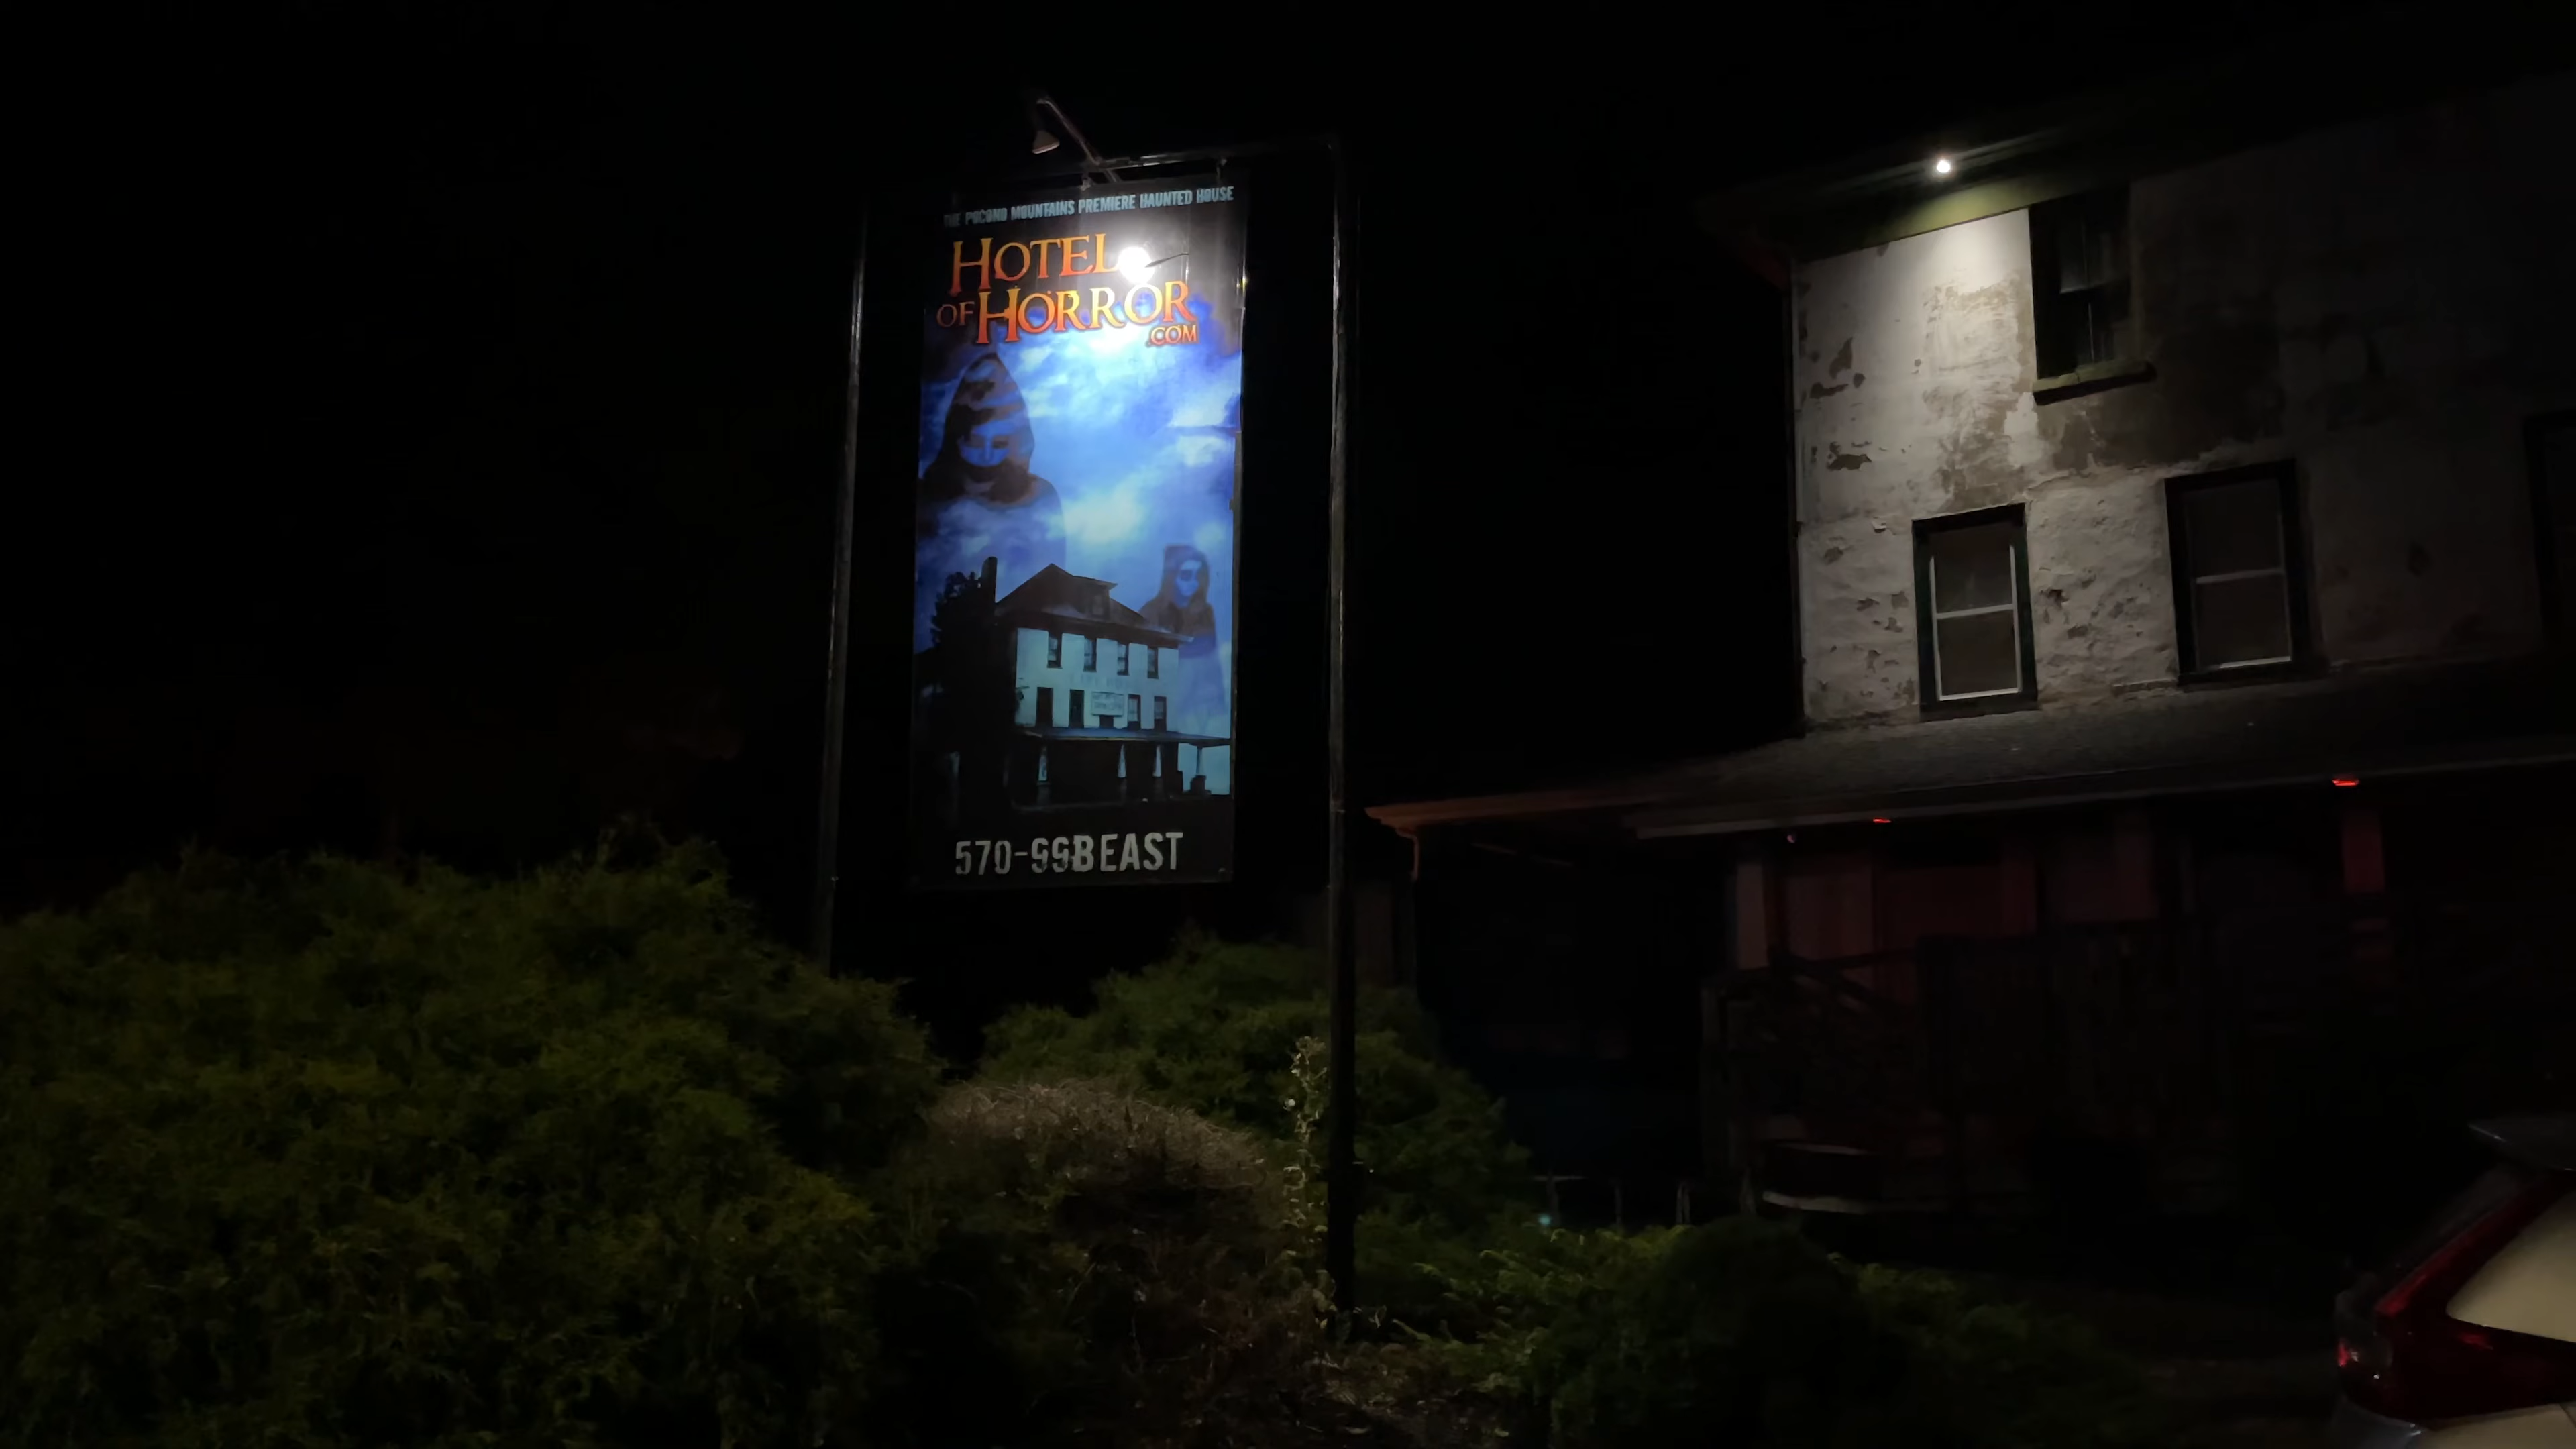 THE POCONO MOUNTAINS PREMIERE HAUNTED HOUSE
HOTEL
OF HORROR
.COM
570-99BEAST